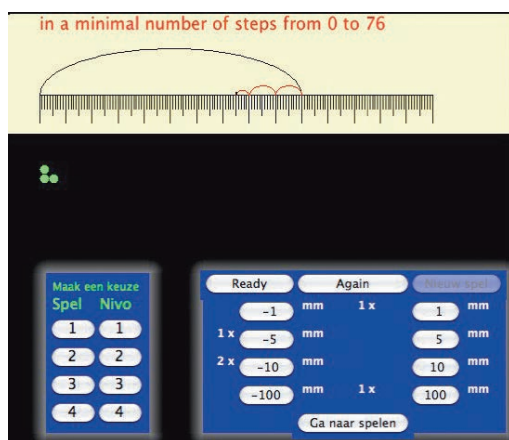 in a minimal number of steps from 0 to 76
Maak een keuze
Spel Nivo
1 1
2 2
3 3
4 4
Ready Again Nieuw spel
-1 mm 1 x 1 mm
1 x -5 mm 5 mm
2 x -10 mm 10 mm
-100 mm 1 x 100 mm
Ga naar spelen